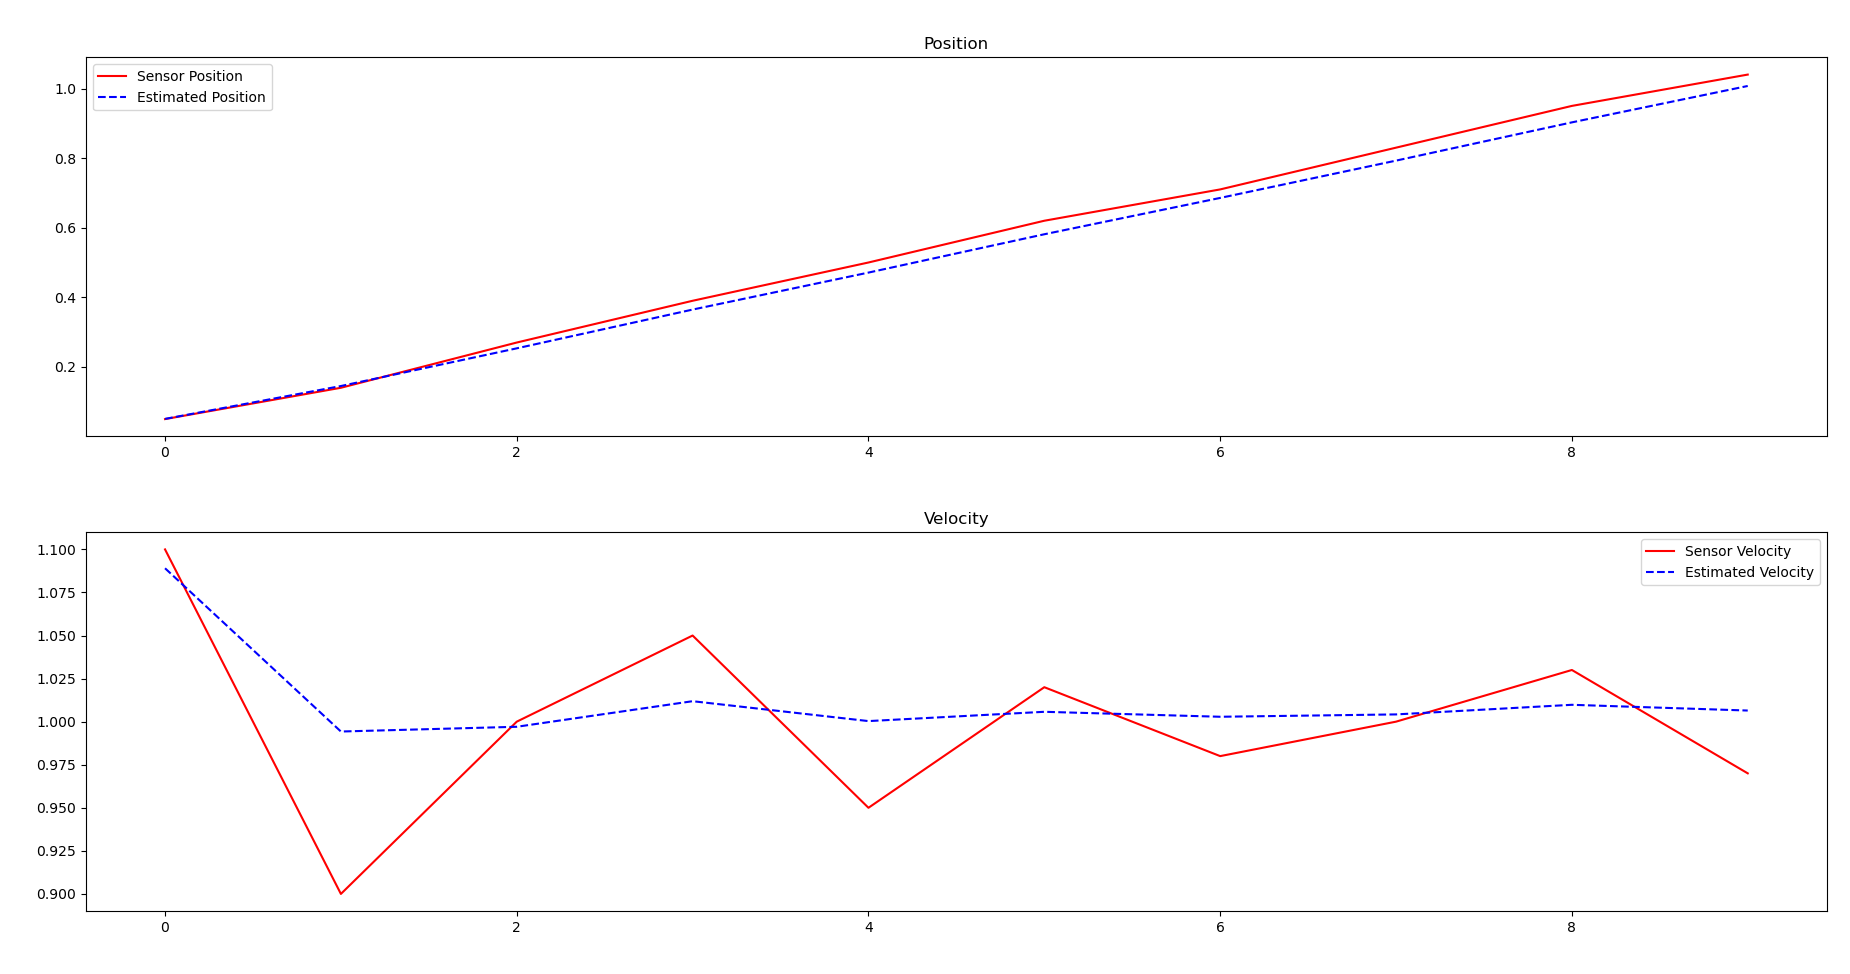 Position
Sensor Position
Estimated Position
1.0
0.8
0.6
0.4
0.2
0 2 4 6 8
Velocity
Sensor Velocity
Estimated Velocity
1.100
1.075
1.050
1.025
1.000
0.975
0.950
0.925
0.900
0 2 4 6 8